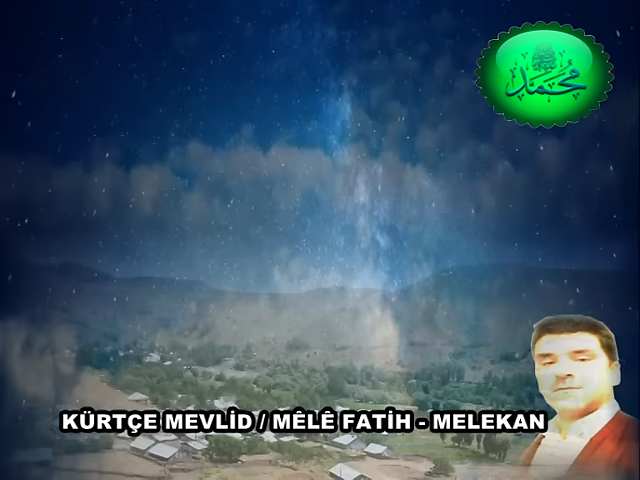 محمد
KÜRTÇE MEVLİD / MÊLÊ FATİH - MELEKAN